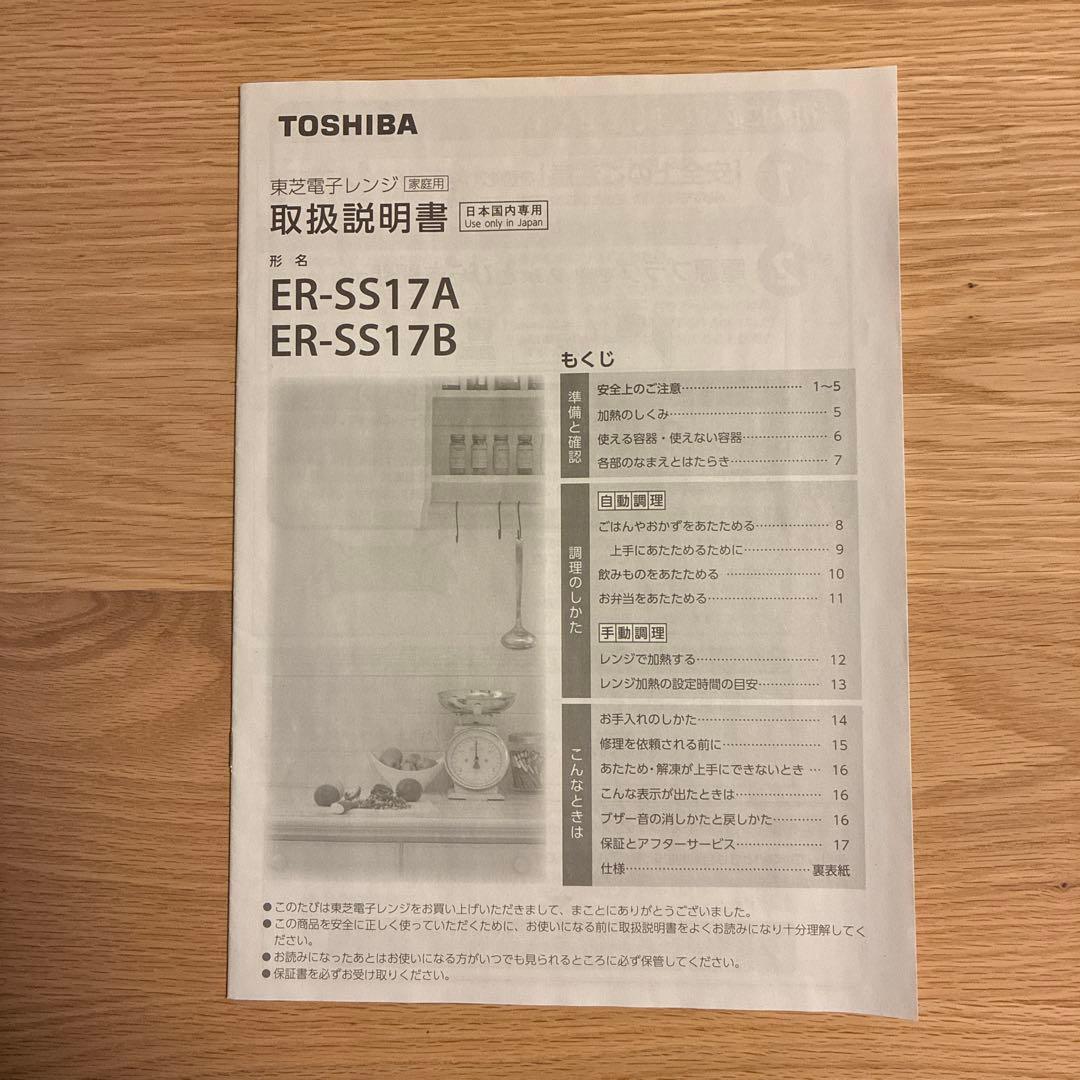 TOSHIBA
東芝電子レンジ 家庭用
取扱説明書 日本国内専用 Use only in Japan
形 名
ER-SS17A
ER-SS17B
もくじ
準備と確認
安全上のご注意…………………………… 1～5
加熱のしくみ…………………………………… 5
使える容器・使えない容器…………………… 6
各部のなまえとはたらき……………………… 7
調理のしかた
自動調理
ごはんやおかずをあたためる………………… 8
上手にあたためるために…………………… 9
飲みものをあたためる ……………………… 10
お弁当をあたためる………………………… 11
手動調理
レンジで加熱する…………………………… 12
レンジ加熱の設定時間の目安…………… 13
こんなときは
お手入れのしかた…………………………… 14
修理を依頼される前に……………………… 15
あたため・解凍が上手にできないとき … 16
こんな表示が出たときは…………………… 16
ブザー音の消しかたと戻しかた………… 16
保証とアフターサービス…………………… 17
仕様…………………………………………裏表紙
● このたびは東芝電子レンジをお買い上げいただきまして、まことにありがとうございました。
● この商品を安全に正しく使っていただくために、お使いになる前に取扱説明書をよくお読みになり十分理解してく
ださい。
● お読みになったあとはお使いになる方がいつでも見られるところに必ず保管してください。
● 保証書を必ずお受け取りください。